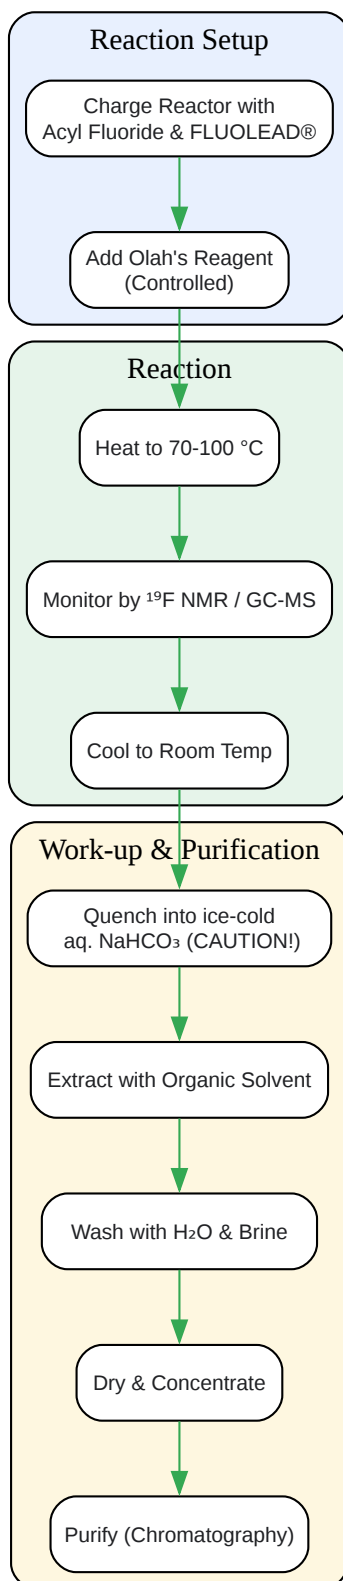 Reaction Setup
Charge Reactor with
Acyl Fluoride & FLUOLEAD®
Add Olah's Reagent
(Controlled)
Reaction
Heat to 70-100 °C
Monitor by ¹⁹F NMR / GC-MS
Cool to Room Temp
Work-up & Purification
Quench into ice-cold
aq. NaHCO₃ (CAUTION!)
Extract with Organic Solvent
Wash with H₂O & Brine
Dry & Concentrate
Purify (Chromatography)